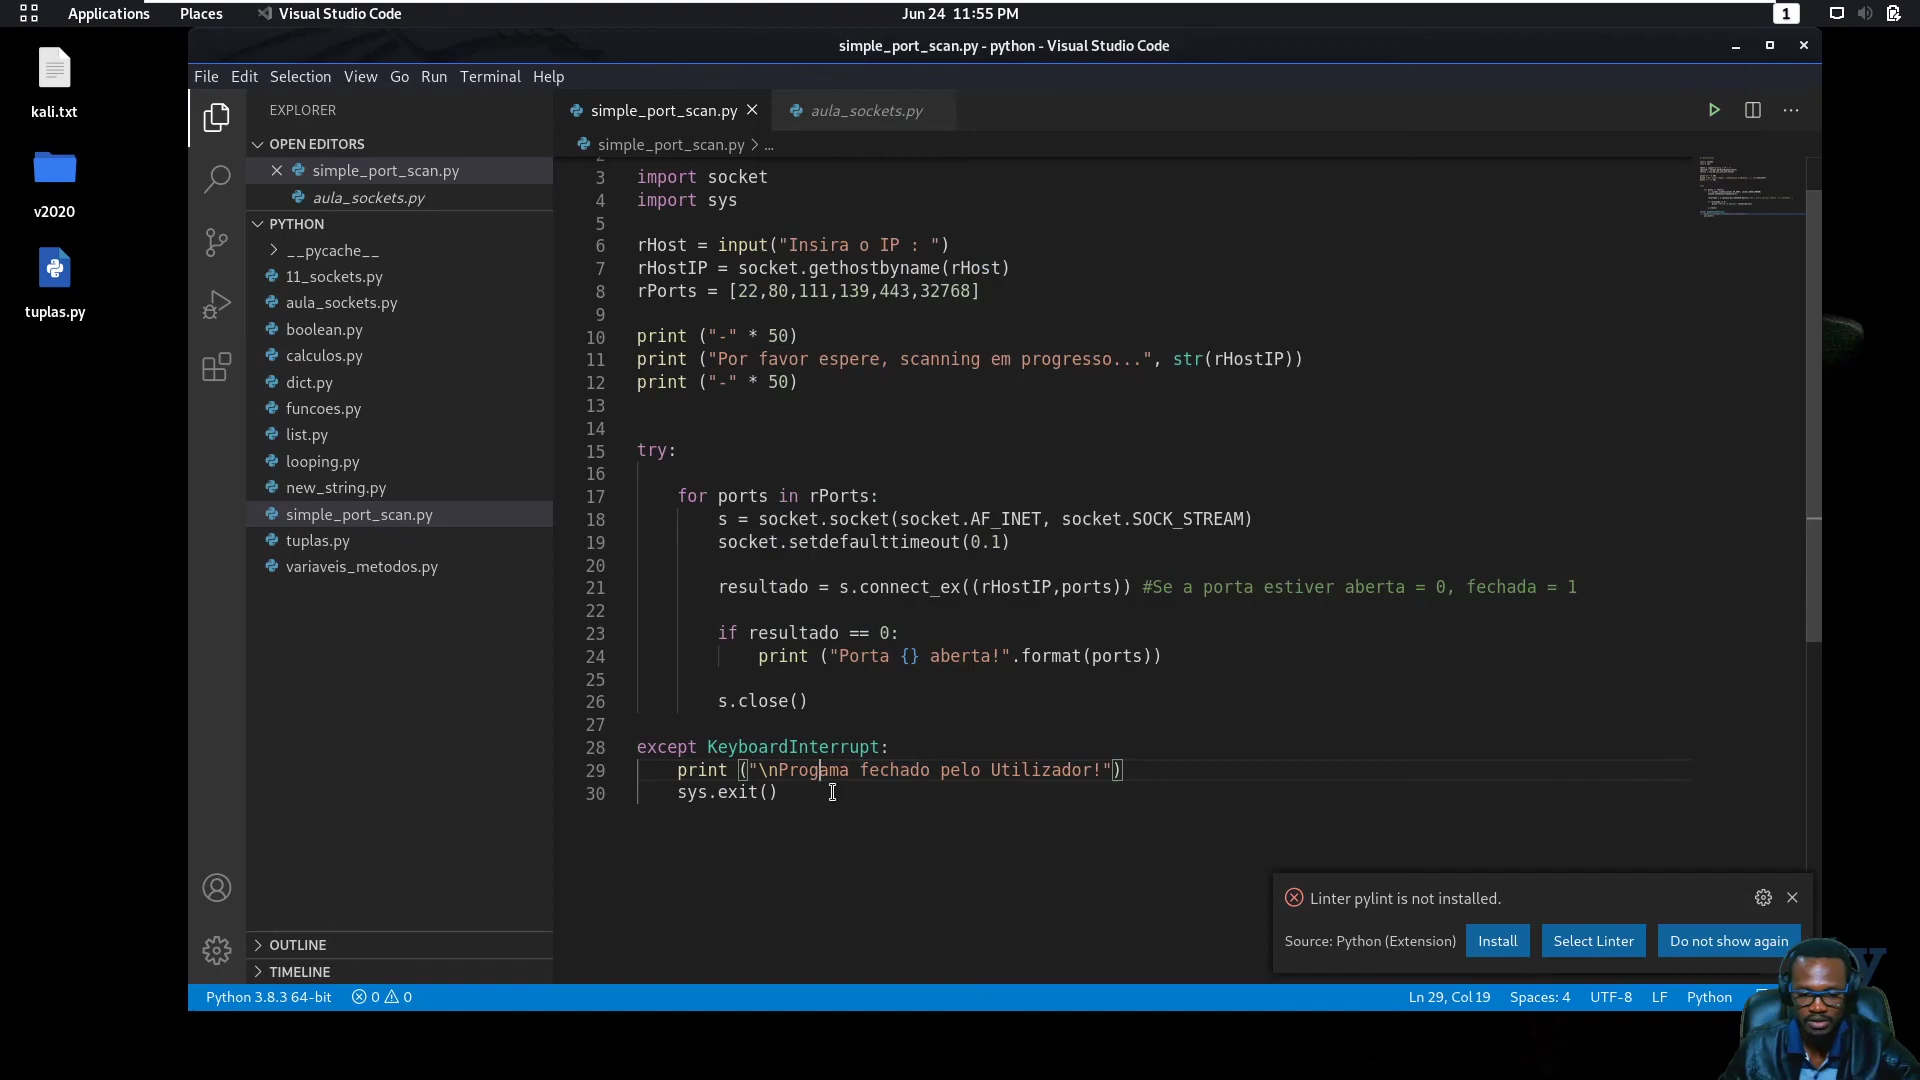 Applications Places Visual Studio Code Jun 24 11:55 PM 1
simple_port_scan.py - python - Visual Studio Code
File Edit Selection View Go Run Terminal Help
kali.txt
v2020
tuplas.py
EXPLORER
OPEN EDITORS
simple_port_scan.py
aula_sockets.py
PYTHON
__pycache__
11_sockets.py
aula_sockets.py
boolean.py
calculos.py
dict.py
funcoes.py
list.py
looping.py
new_string.py
simple_port_scan.py
tuplas.py
variaveis_metodos.py
OUTLINE
TIMELINE
simple_port_scan.py aula_sockets.py
simple_port_scan.py > ...
3 import socket
4 import sys
5
6 rHost = input("Insira o IP : ")
7 rHostIP = socket.gethostbyname(rHost)
8 rPorts = [22,80,111,139,443,32768]
9
10 print ("-" * 50)
11 print ("Por favor espere, scanning em progresso...", str(rHostIP))
12 print ("-" * 50)
13
14
15 try:
16
17 for ports in rPorts:
18 s = socket.socket(socket.AF_INET, socket.SOCK_STREAM)
19 socket.setdefaulttimeout(0.1)
20
21 resultado = s.connect_ex((rHostIP,ports)) #Se a porta estiver aberta = 0, fechada = 1
22
23 if resultado == 0:
24 print ("Porta {} aberta!".format(ports))
25
26 s.close()
27
28 except KeyboardInterrupt:
29 print ("\nProgama fechado pelo Utilizador!")
30 sys.exit()
Linter pylint is not installed.
Source: Python (Extension) Install Select Linter Do not show again
Python 3.8.3 64-bit 0 0 Ln 29, Col 19 Spaces: 4 UTF-8 LF Python